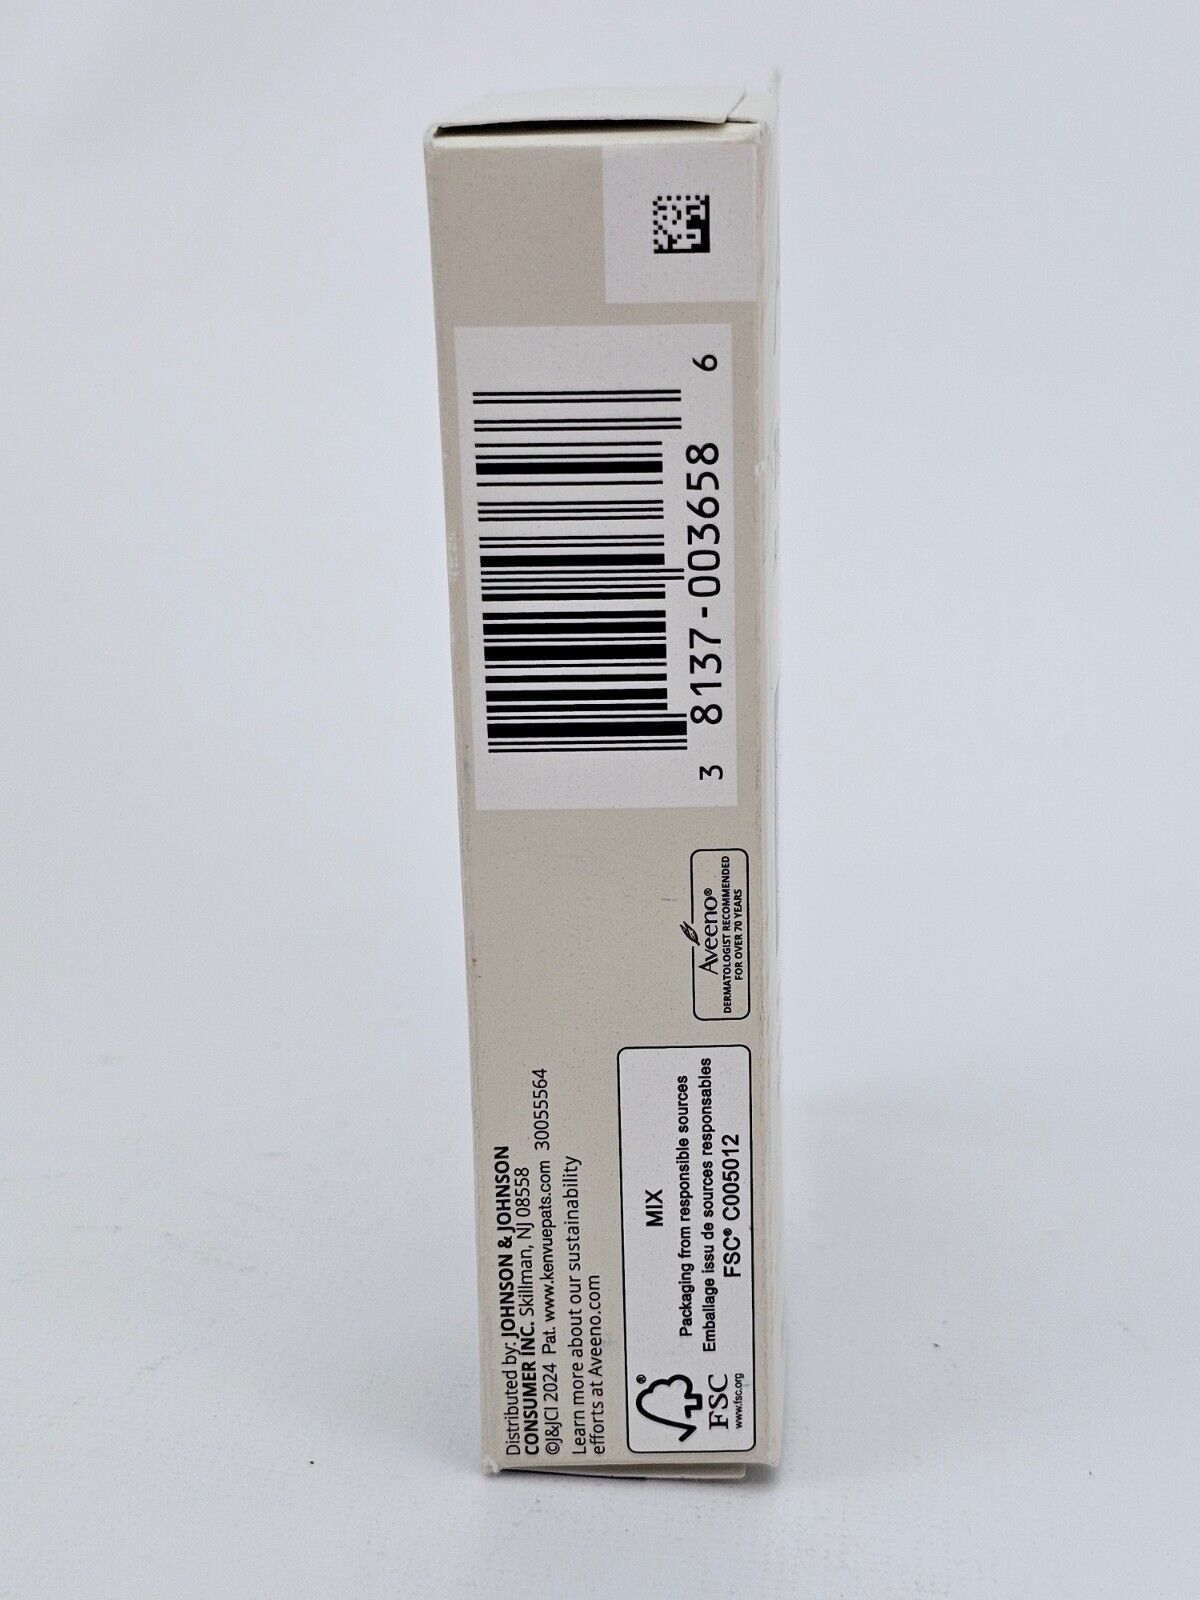 Distributed by: JOHNSON & JOHNSON
CONSUMER INC. Skillman, NJ 08558
©J&JCI 2024 Pat. www.kenvuepats.com 30055564
Learn more about our sustainability
efforts at Aveeno.com
FSC®
www.fsc.org
MIX
Packaging from responsible sources
Emballage issu de sources responsables
FSC® C005012
Aveeno®
DERMATOLOGIST RECOMMENDED
FOR OVER 70 YEARS
3 8137-003658 6